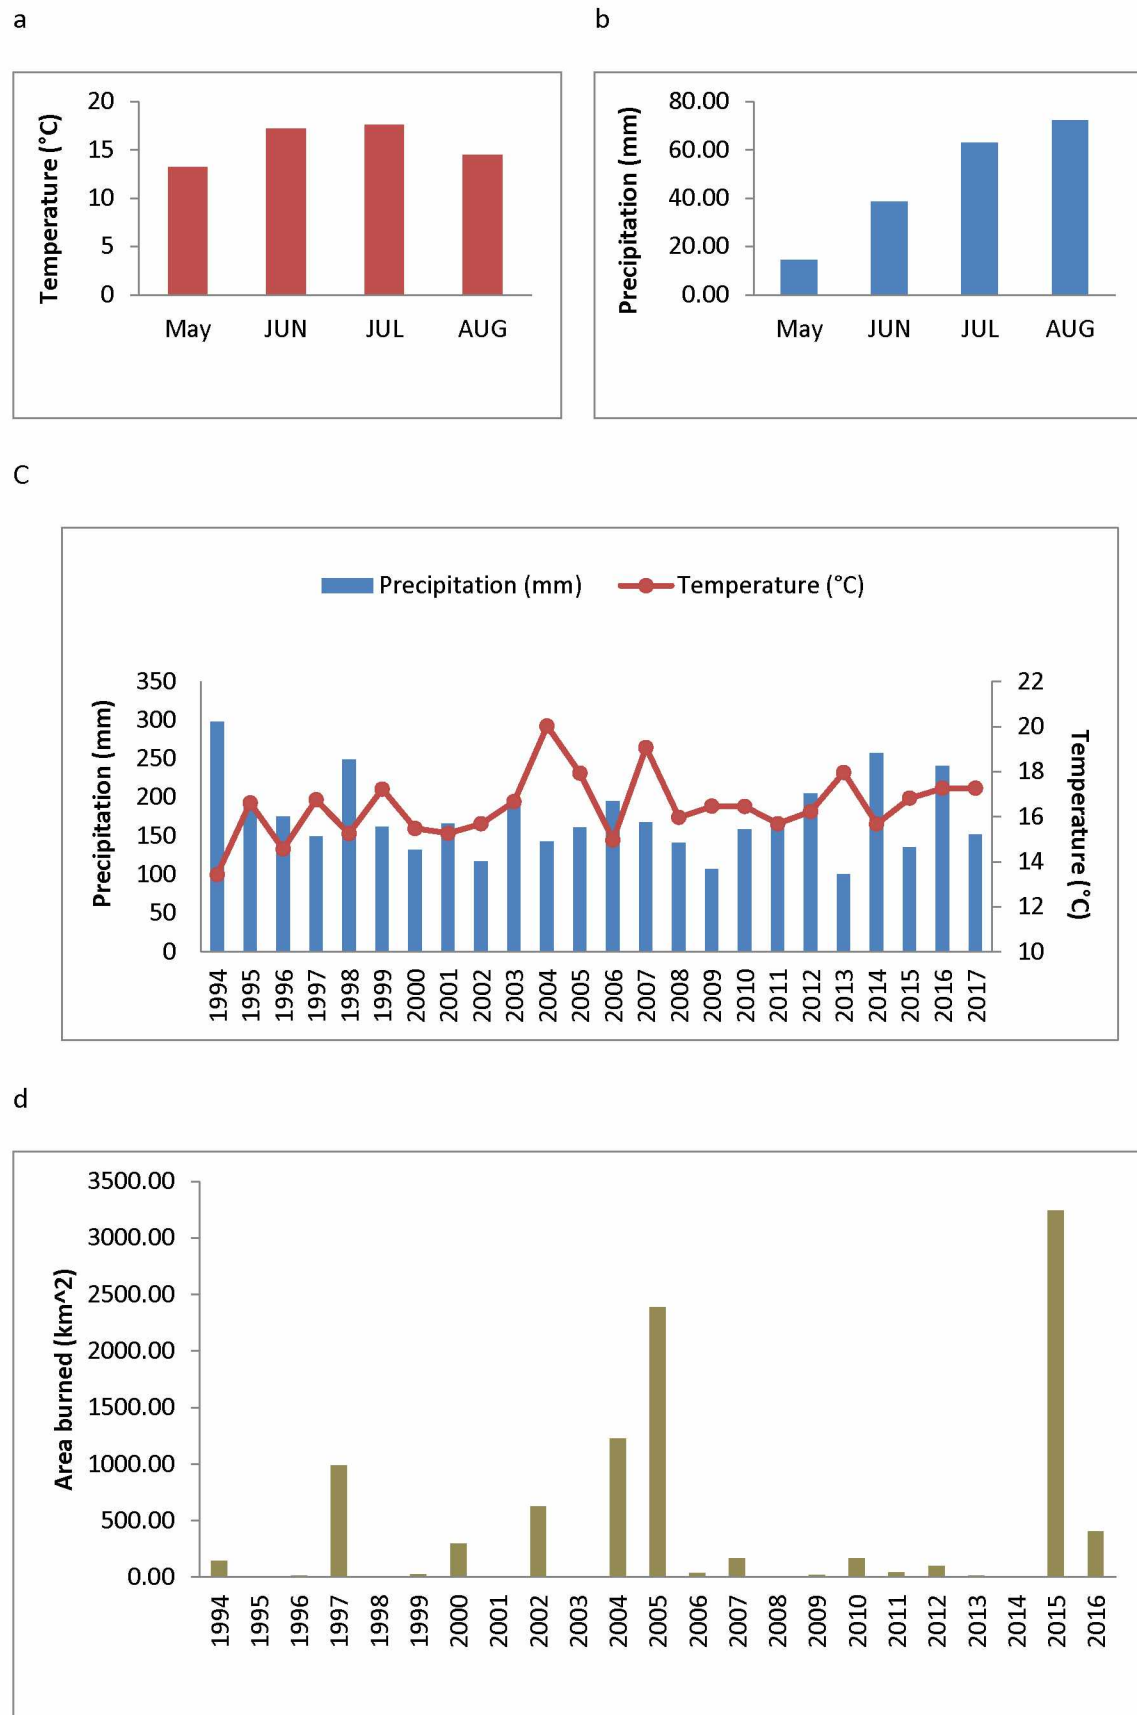 a
b
Temperature (°C)
20
15
10
5
0
May JUN JUL AUG
Precipitation (mm)
80.00
60.00
40.00
20.00
0.00
May JUN JUL AUG
C
Precipitation (mm) Temperature (°C)
Precipitation (mm)
350
300
250
200
150
100
50
0
22
20
18
16
14
12
10
Temperature (°C)
1994 1995 1996 1997 1998 1999 2000 2001 2002 2003 2004 2005 2006 2007 2008 2009 2010 2011 2012 2013 2014 2015 2016 2017
d
Area burned (km^2)
3500.00
3000.00
2500.00
2000.00
1500.00
1000.00
500.00
0.00
1994 1995 1996 1997 1998 1999 2000 2001 2002 2003 2004 2005 2006 2007 2008 2009 2010 2011 2012 2013 2014 2015 2016